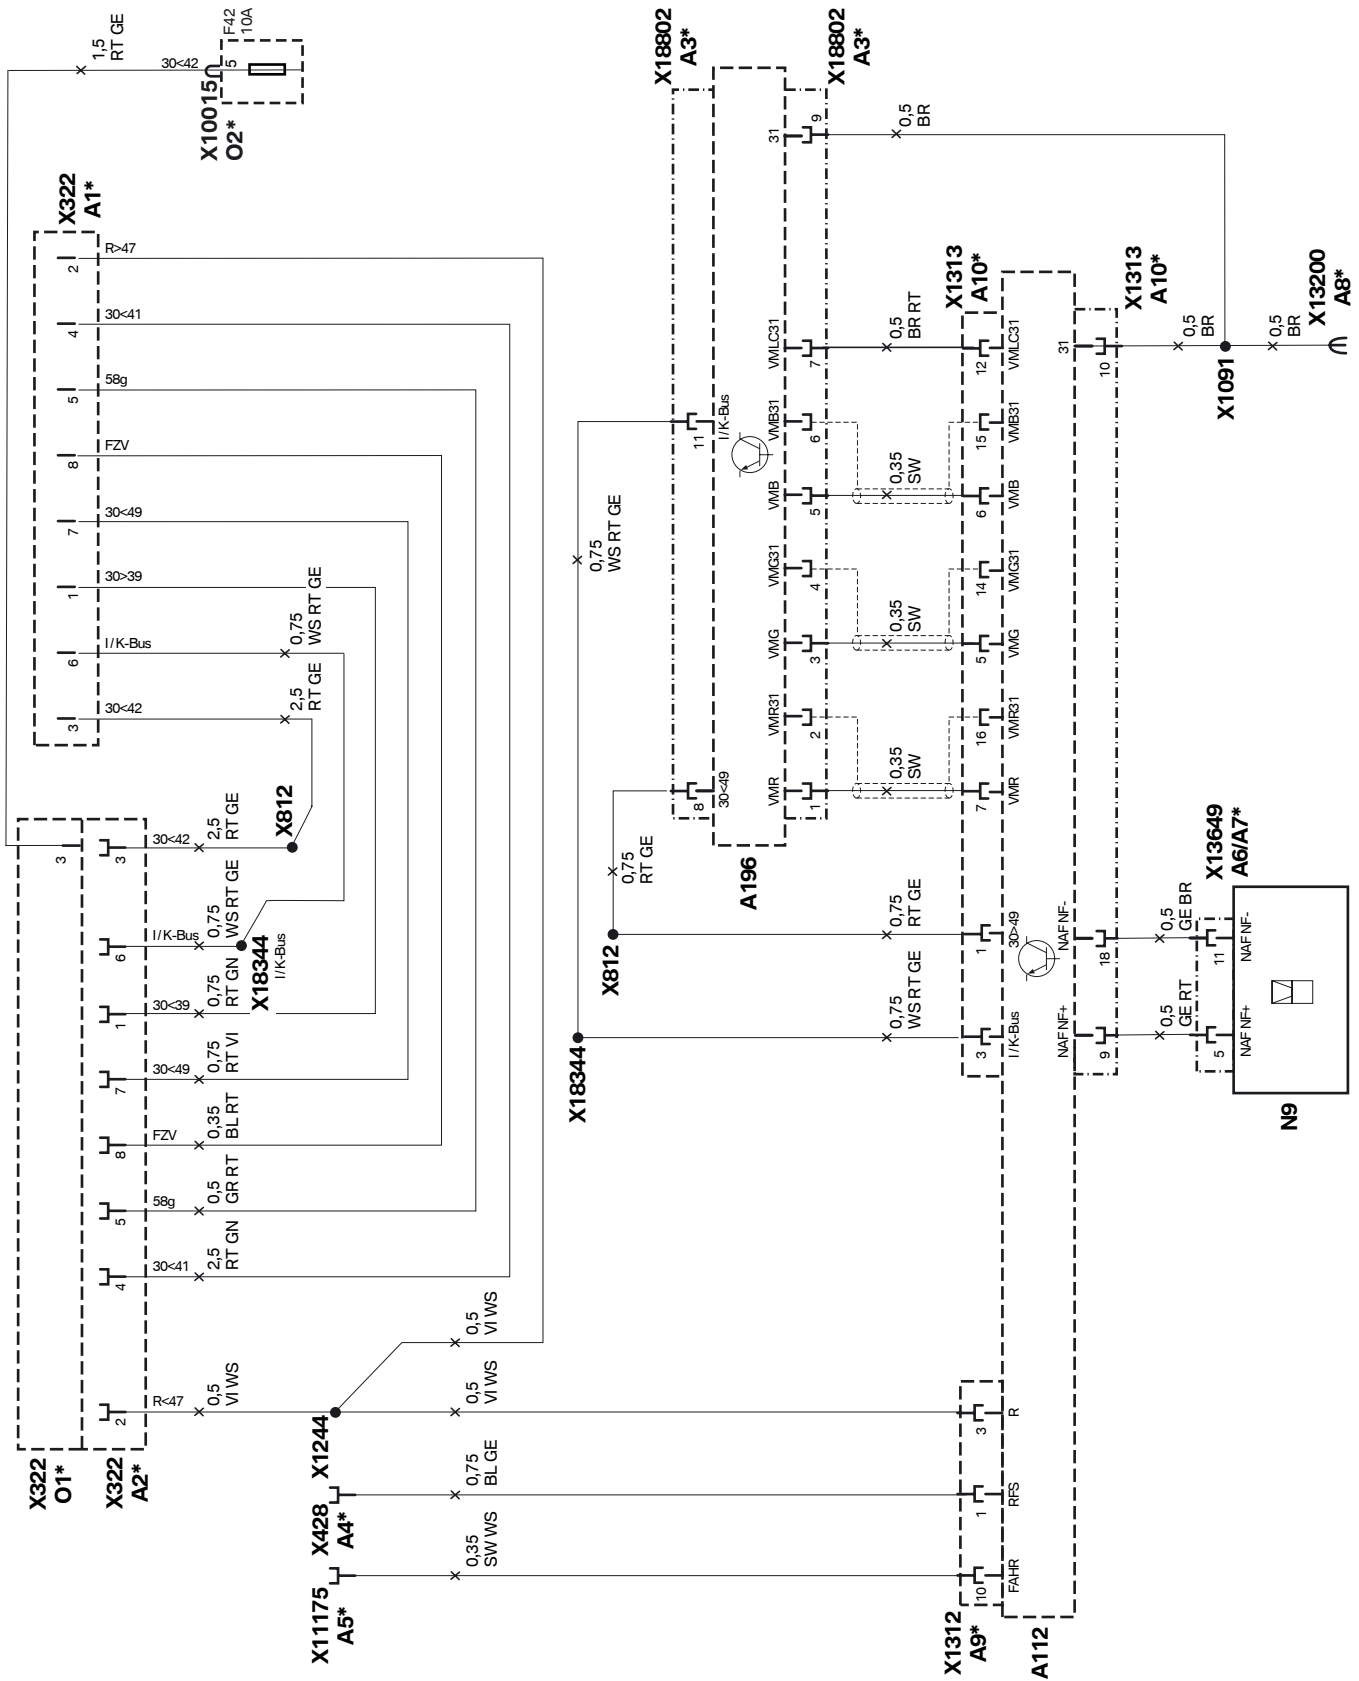 1,5
RT GE
30<42
5
F42
10A
X10015
O2*
X322
A1*
2
R>47
4
30<41
5
58g
8
FZV
7
30<49
1
30>39
6
I/K-Bus
0,75
WS RT GE
3
30<42
2,5
RT GE
X322
O1*
X322
A2*
3
3
30<42
2,5
RT GE
X812
6
I/K-Bus
0,75
WS RT GE
X18344
I/K-Bus
1
30<39
0,75
RT GN
7
30<49
0,75
RT VI
8
FZV
0,35
BL RT
5
58g
0,5
GR RT
4
30<41
2,5
RT GN
2
R<47
0,5
VI WS
X1244
0,5
VI WS
0,5
VI WS
X428
A4*
0,75
BL GE
X11175
A5*
0,35
SW WS
X18802
A3*
X18802
A3*
31
9
0,5
BR
11
I/K-Bus
0,75
WS RT GE
8
30<49
0,75
RT GE
A196
VMLC31
7
VMB31
6
VMB
5
VMG31
4
VMG
3
VMR31
2
VMR
1
0,5
BR RT
0,35
SW
0,35
SW
0,35
SW
X1313
A10*
12
VMLC31
15
VMB31
6
VMB
14
VMG31
5
VMG
16
VMR31
7
VMR
X812
0,75
RT GE
1
30>49
X18344
0,75
WS RT GE
3
I/K-Bus
X1313
A10*
31
10
0,5
BR
X1091
0,5
BR
X13200
A8*
NAF NF-
18
0,5
GE BR
NAF NF+
9
0,5
GE RT
X13649
A6/A7*
11
NAF NF-
5
NAF NF+
N9
X1312
A9*
3
R
1
RFS
10
FAHR
A112